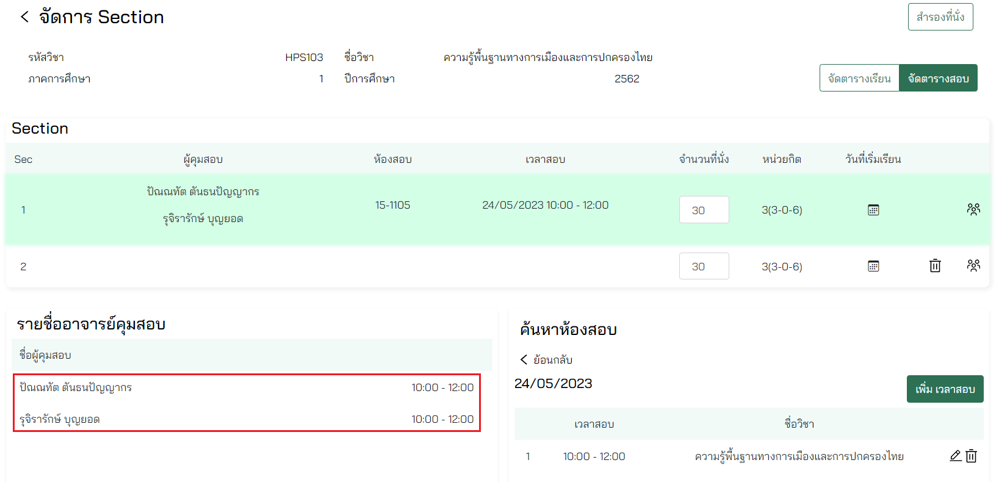 จัดการ Section
สำรองที่นั่ง
รหัสวิชา HPS103 ชื่อวิชา ความรู้พื้นฐานทางการเมืองและการปกครองไทย
ภาคการศึกษา 1 ปีการศึกษา 2562
จัดตารางเรียน จัดตารางสอบ
Section
Sec ผู้คุมสอบ ห้องสอบ เวลาสอบ จำนวนที่นั่ง หน่วยกิต วันที่เริ่มเรียน
1 ปัณณทัต ตันธนปัญญากร 15-1105 24/05/2023 10:00 - 12:00 30 3(3-0-6)
รุจิรารักษ์ บุญยอด
2 30 3(3-0-6)
รายชื่ออาจารย์คุมสอบ
ชื่อผู้คุมสอบ
ปัณณทัต ตันธนปัญญากร 10:00 - 12:00
รุจิรารักษ์ บุญยอด 10:00 - 12:00
ค้นหาห้องสอบ
ย้อนกลับ
24/05/2023
เพิ่ม เวลาสอบ
เวลาสอบ ชื่อวิชา
1 10:00 - 12:00 ความรู้พื้นฐานทางการเมืองและการปกครองไทย